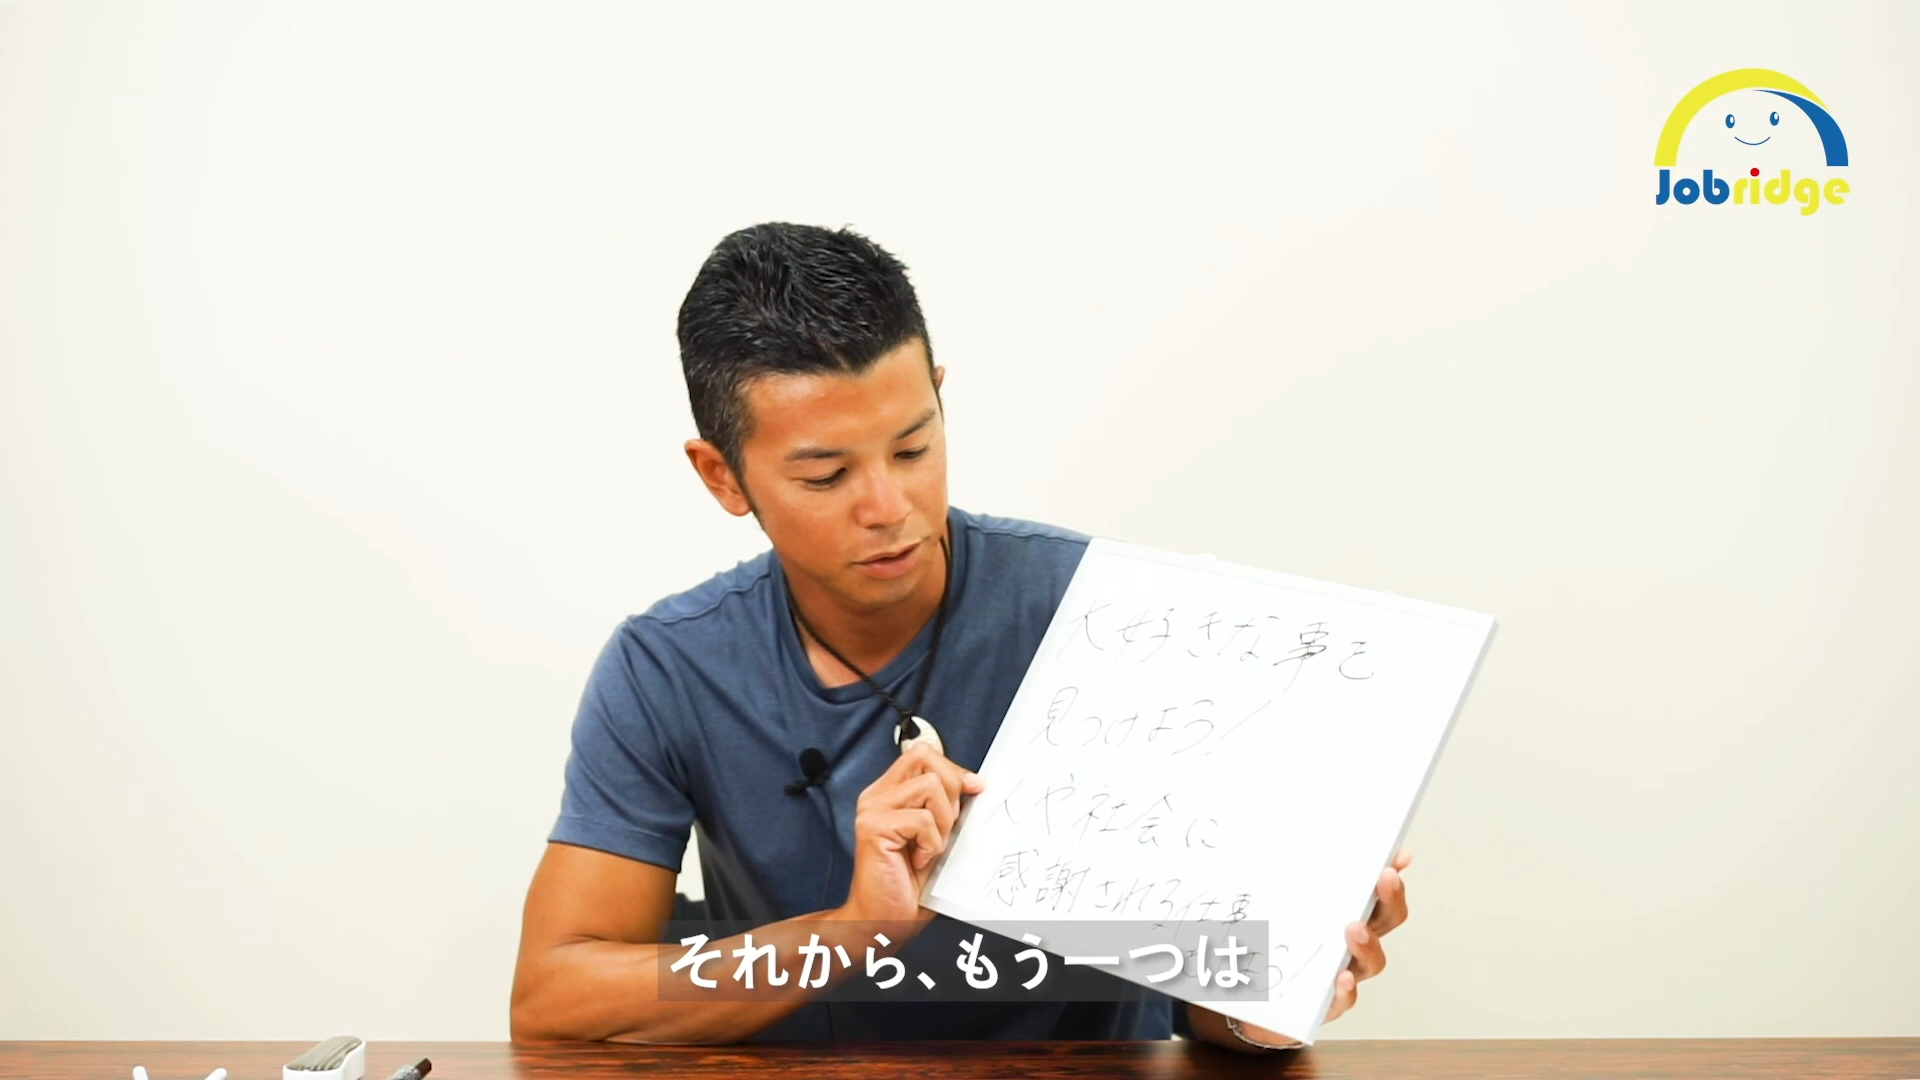 Jobridge
大好きな事を
見つけよう!
人や社会に
感謝される仕事
それから、もう一つは